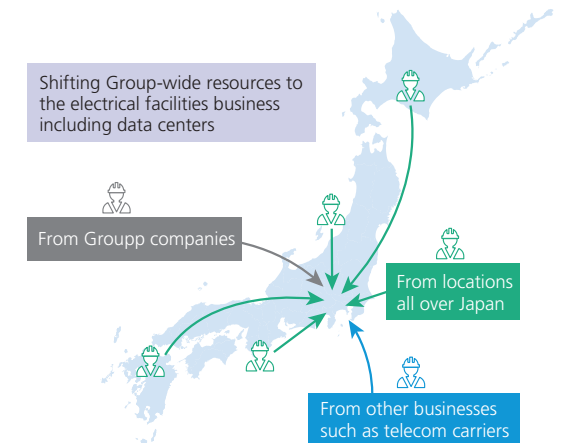 Shifting Group-wide resources to
the electrical facilities business
including data centers
From Groupp companies
From locations
all over Japan
From other businesses
such as telecom carriers